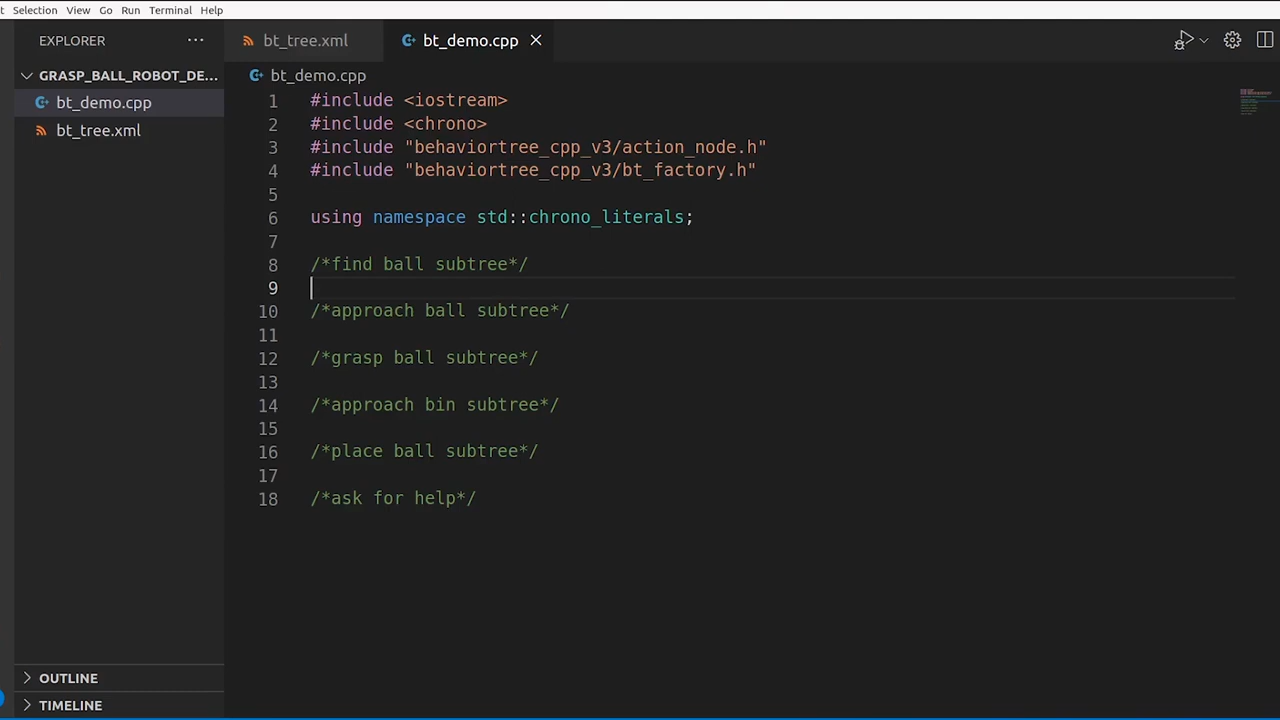 t Selection View Go Run Terminal Help
EXPLORER ...
bt_tree.xml bt_demo.cpp
GRASP_BALL_ROBOT_DE...
bt_demo.cpp
bt_tree.xml
bt_demo.cpp
1 #include <iostream>
2 #include <chrono>
3 #include "behaviortree_cpp_v3/action_node.h"
4 #include "behaviortree_cpp_v3/bt_factory.h"
5
6 using namespace std::chrono_literals;
7
8 /*find ball subtree*/
9
10 /*approach ball subtree*/
11
12 /*grasp ball subtree*/
13
14 /*approach bin subtree*/
15
16 /*place ball subtree*/
17
18 /*ask for help*/
OUTLINE
TIMELINE